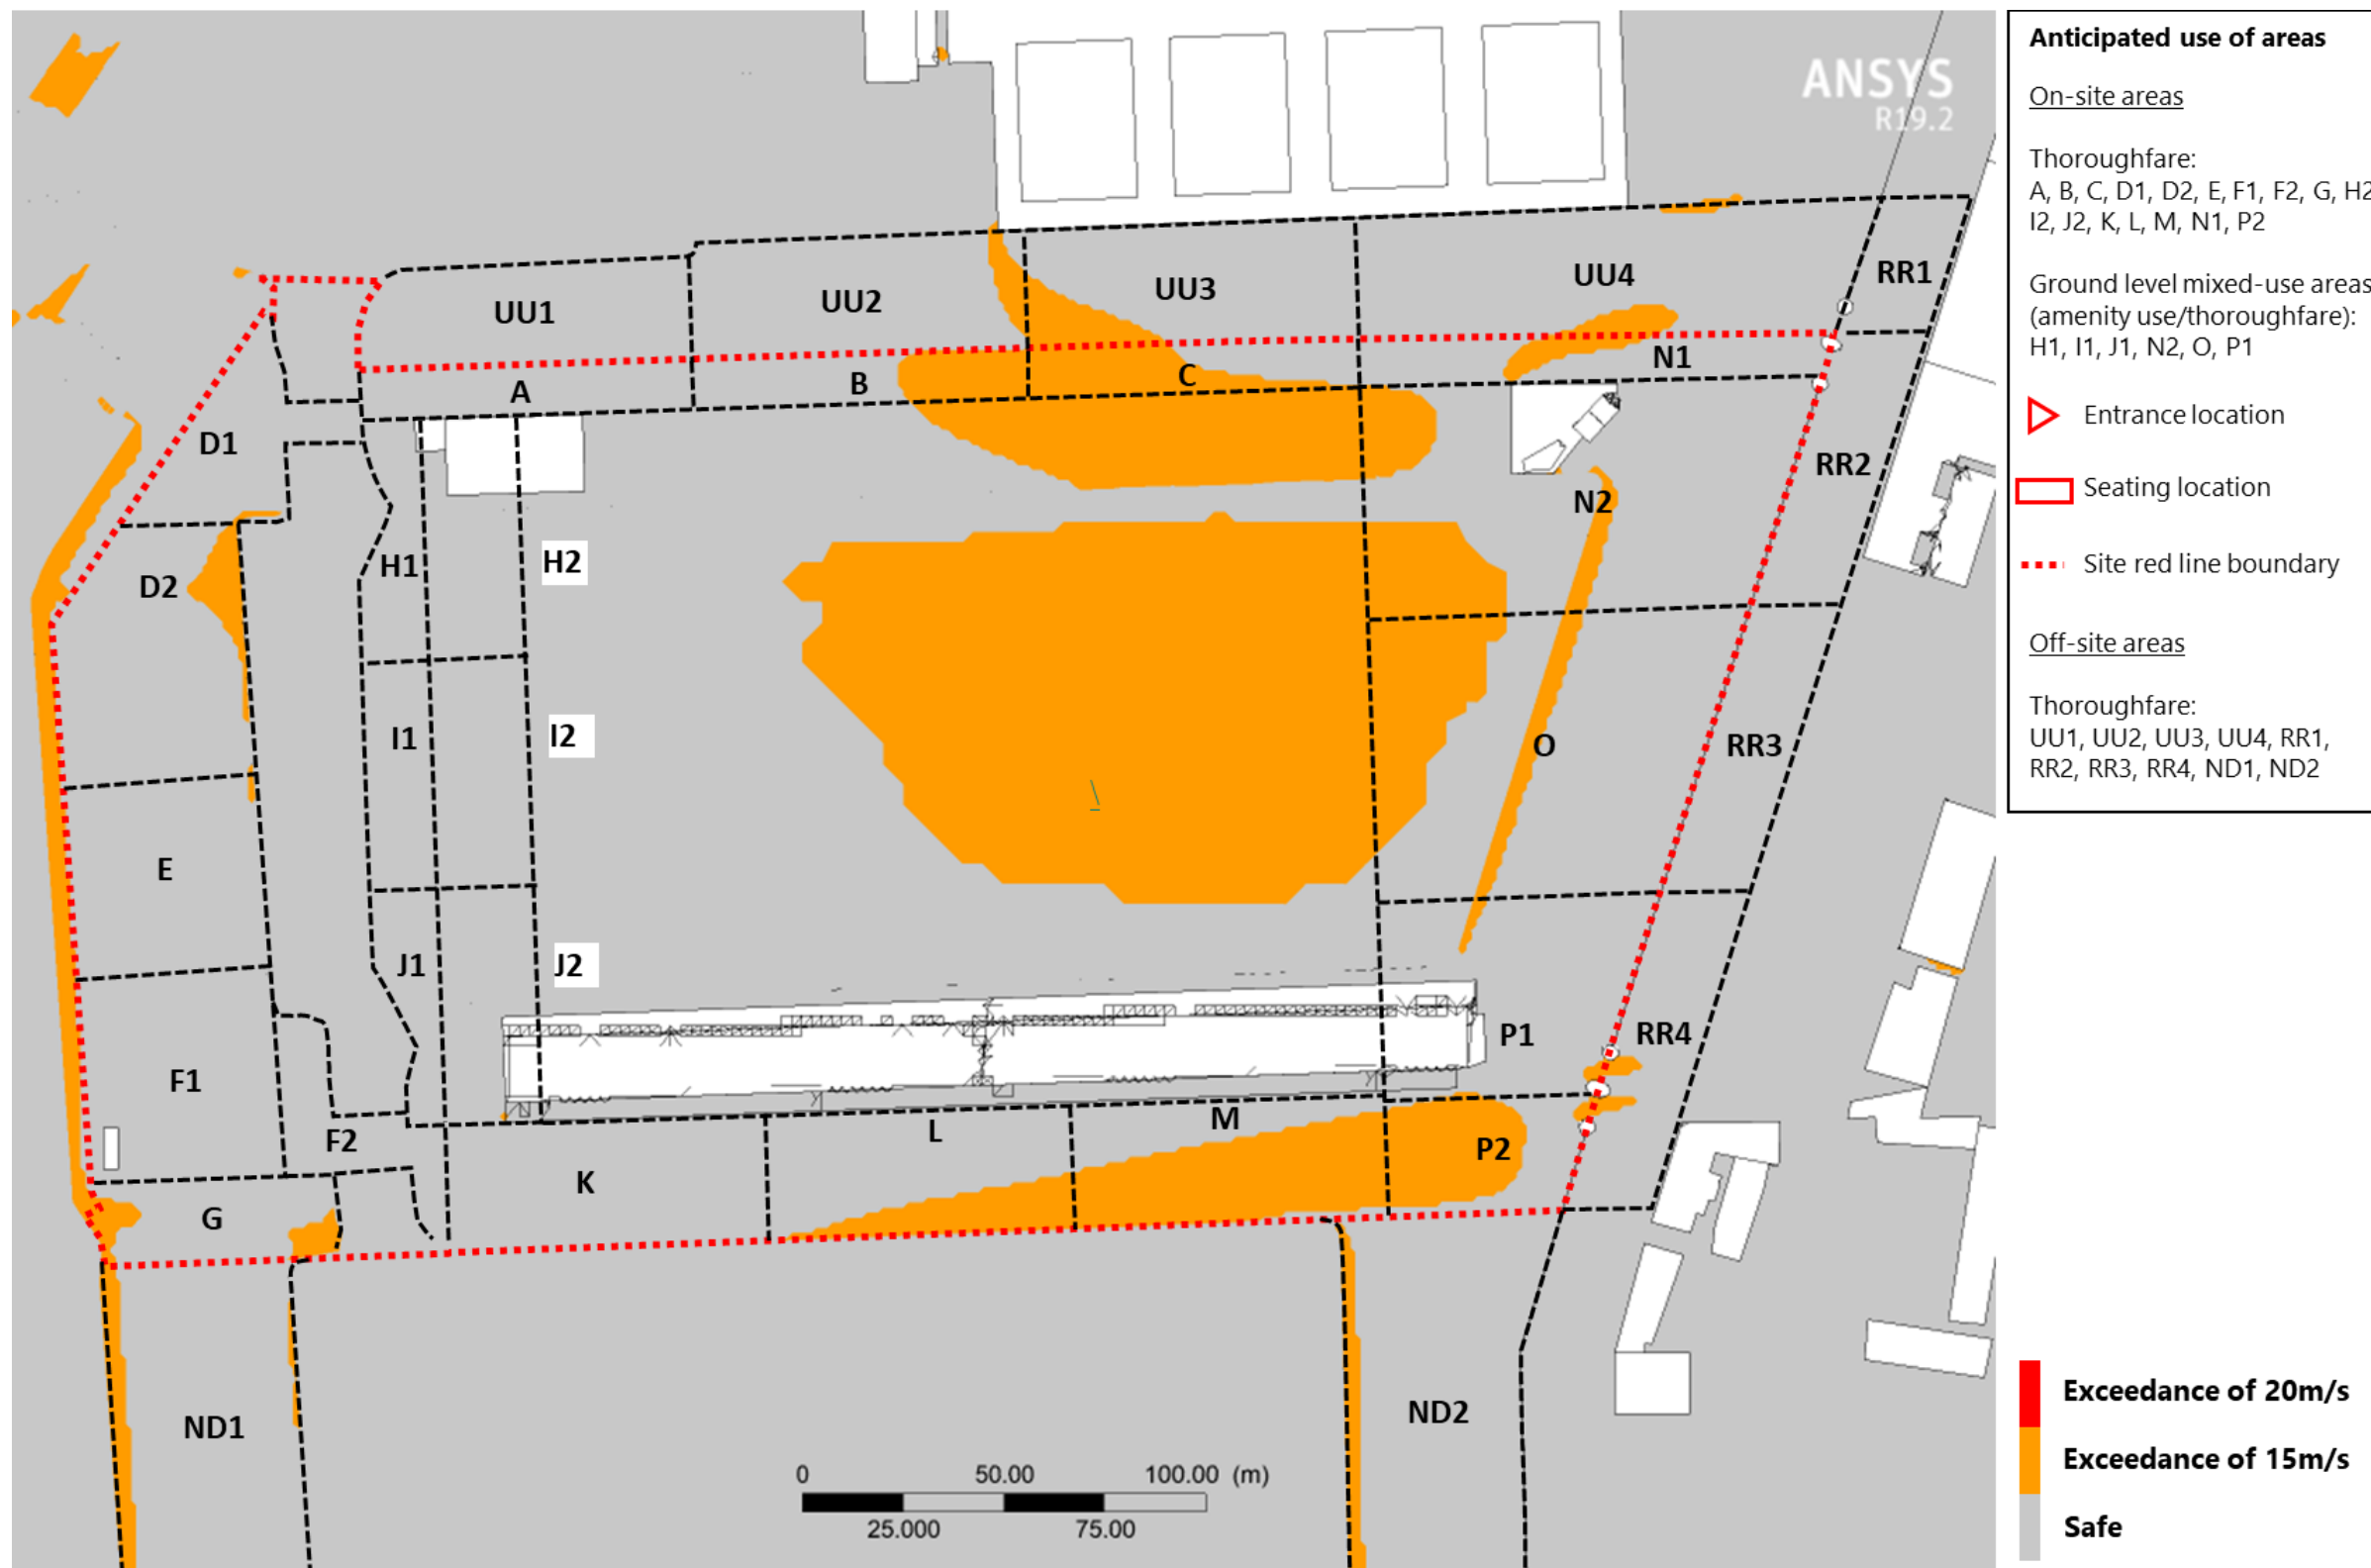 ANSYS
R19.2
UU1
UU2
UU3
UU4
RR1
A
B
C
N1
D1
RR2
N2
D2
H1
H2
I1
I2
O
RR3
E
J1
J2
P1
RR4
F1
F2
L
M
P2
K
G
ND1
ND2
\
0 50.00 100.00 (m)
25.000 75.00
Anticipated use of areas
On-site areas
Thoroughfare:
A, B, C, D1, D2, E, F1, F2, G, H2
I2, J2, K, L, M, N1, P2
Ground level mixed-use areas
(amenity use/thoroughfare):
H1, I1, J1, N2, O, P1
Entrance location
Seating location
Site red line boundary
Off-site areas
Thoroughfare:
UU1, UU2, UU3, UU4, RR1,
RR2, RR3, RR4, ND1, ND2
Exceedance of 20m/s
Exceedance of 15m/s
Safe